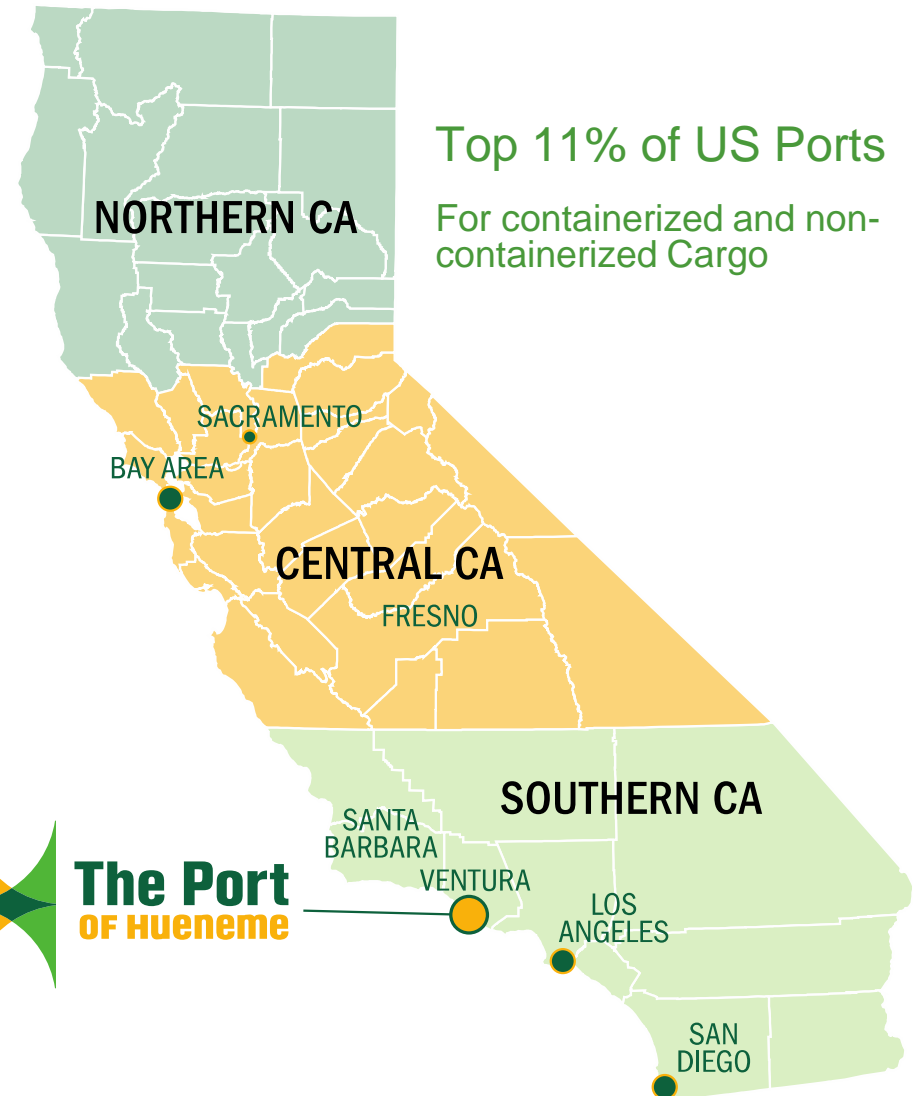 Top 11% of US Ports
For containerized and non-
containerized Cargo
NORTHERN CA
SACRAMENTO
BAY AREA
CENTRAL CA
FRESNO
SOUTHERN CA
SANTA
BARBARA
VENTURA
The Port
OF HUENEME
LOS
ANGELES
SAN
DIEGO